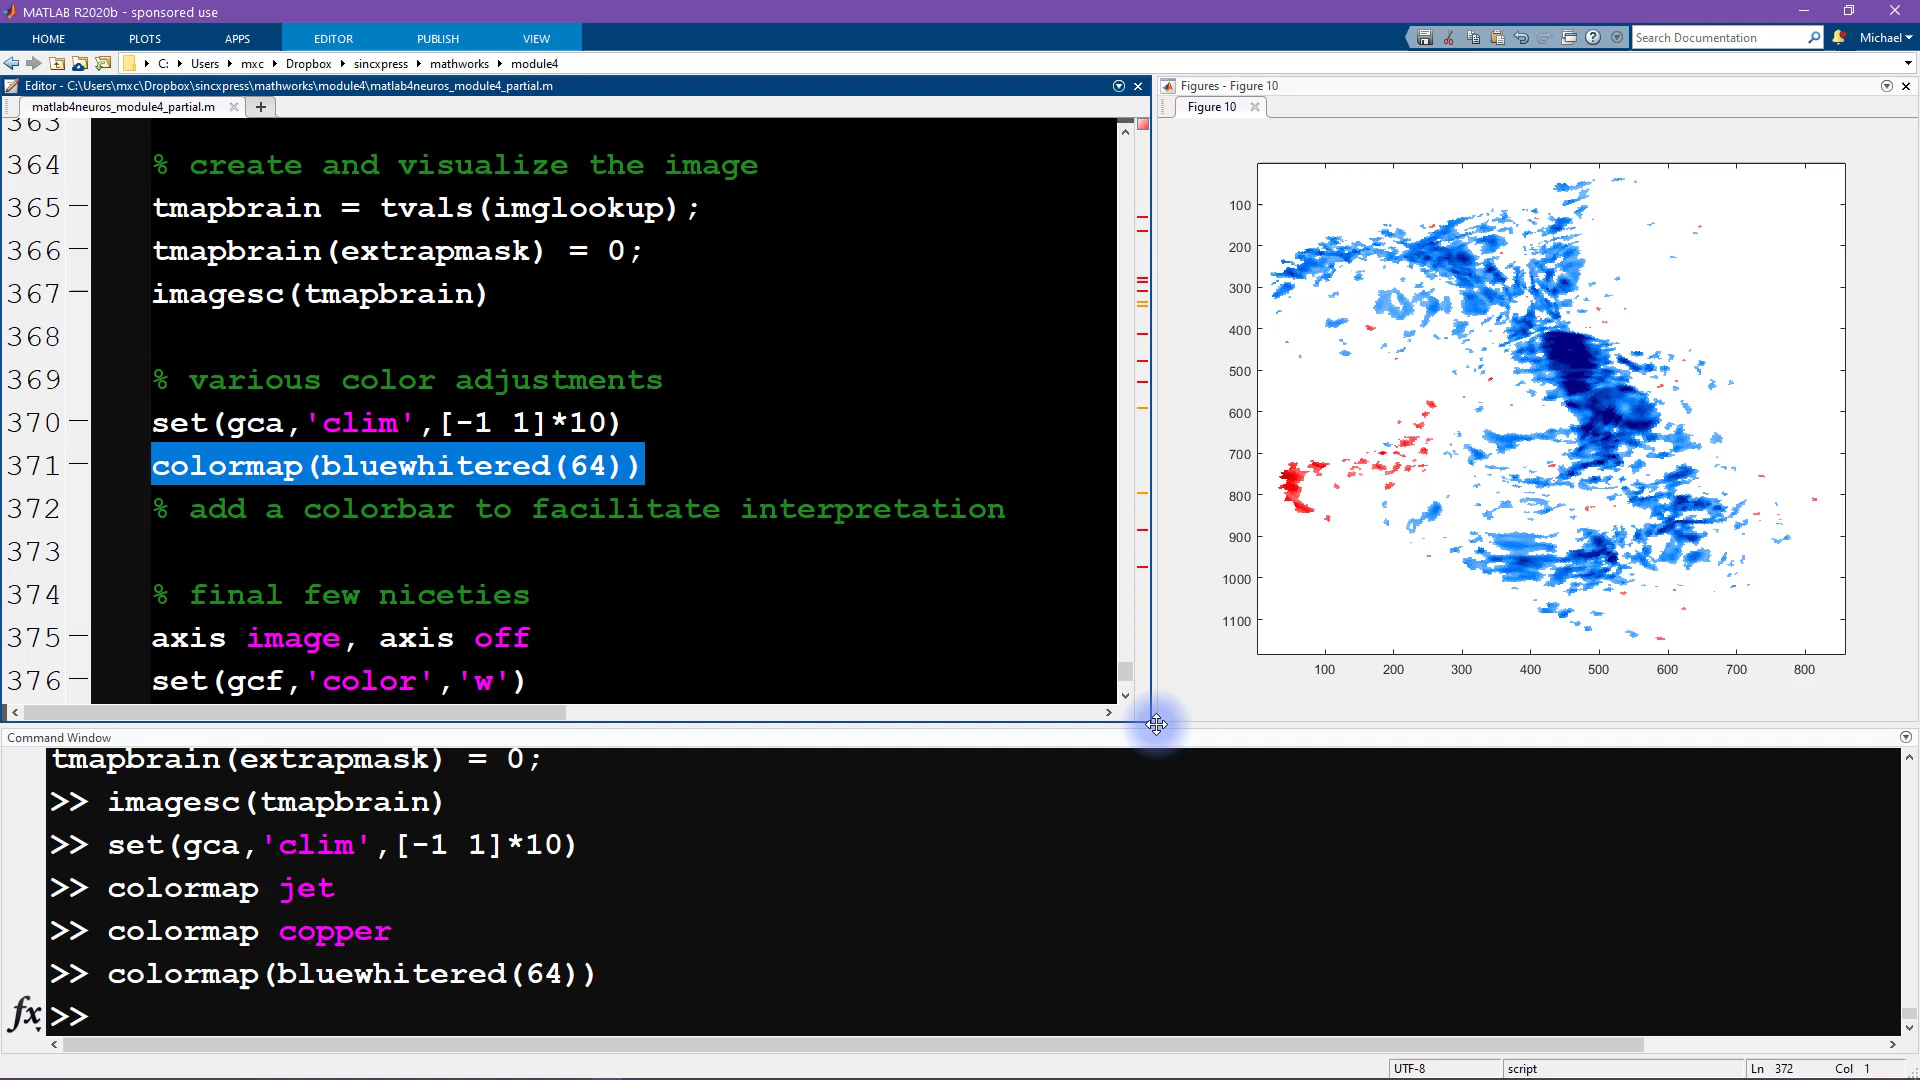 MATLAB R2020b - sponsored use
HOME PLOTS APPS EDITOR PUBLISH VIEW
Search Documentation
Michael
C: Users mxc Dropbox sincxpress mathworks module4
Editor - C:\Users\mxc\Dropbox\sincxpress\mathworks\module4\matlab4neuros_module4_partial.m
matlab4neuros_module4_partial.m
363
364 % create and visualize the image
365 tmapbrain = tvals(imglookup);
366 tmapbrain(extrapmask) = 0;
367 imagesc(tmapbrain)
368
369 % various color adjustments
370 set(gca,'clim',[-1 1]*10)
371 colormap(bluewhitered(64))
372 % add a colorbar to facilitate interpretation
373
374 % final few niceties
375 axis image, axis off
376 set(gcf,'color','w')
Figures - Figure 10
Figure 10
100
200
300
400
500
600
700
800
900
1000
1100
100 200 300 400 500 600 700 800
Command Window
tmapbrain(extrapmask) = 0;
>> imagesc(tmapbrain)
>> set(gca,'clim',[-1 1]*10)
>> colormap jet
>> colormap copper
>> colormap(bluewhitered(64))
fx >>
UTF-8 script Ln 372 Col 1